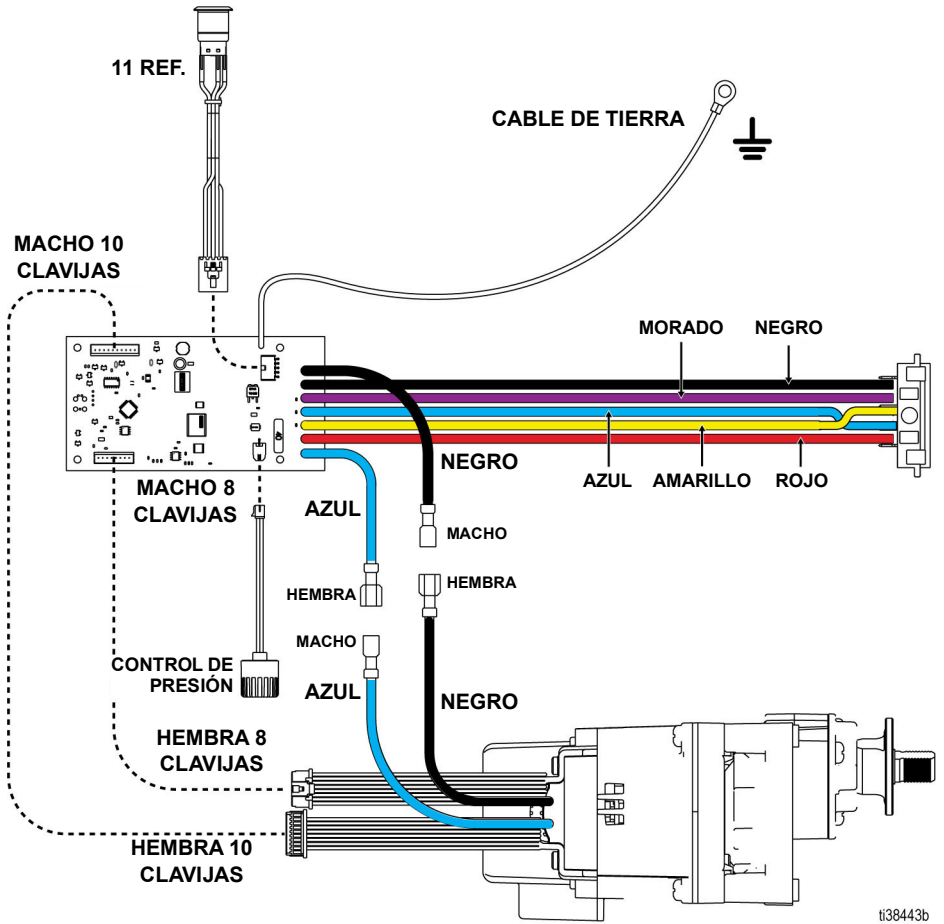 11 REF.
CABLE DE TIERRA
MACHO 10
CLAVIJAS
MORADO
NEGRO
NEGRO
AZUL
AMARILLO
ROJO
MACHO 8
CLAVIJAS
AZUL
MACHO
HEMBRA
HEMBRA
MACHO
CONTROL DE
PRESIÓN
AZUL
NEGRO
HEMBRA 8
CLAVIJAS
HEMBRA 10
CLAVIJAS
ti38443b